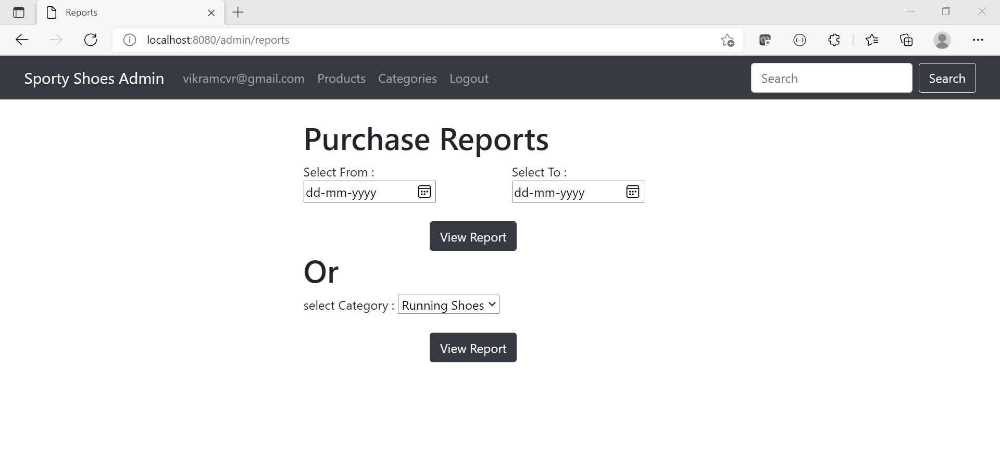 Reports
localhost:8080/admin/reports
Sporty Shoes Admin vikramcvr@gmail.com Products Categories Logout Search Search
Purchase Reports
Select From : Select To :
dd-mm-yyyy dd-mm-yyyy
View Report
Or
select Category : Running Shoes
View Report